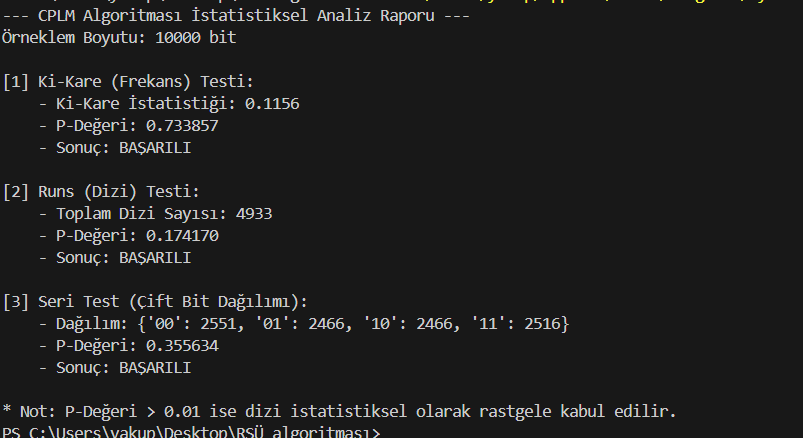 --- CPLM Algoritması İstatistiksel Analiz Raporu ---
Örneklem Boyutu: 10000 bit
[1] Ki-Kare (Frekans) Testi:
- Ki-Kare İstatistiği: 0.1156
- P-Değeri: 0.733857
- Sonuç: BAŞARILI
[2] Runs (Dizi) Testi:
- Toplam Dizi Sayısı: 4933
- P-Değeri: 0.174170
- Sonuç: BAŞARILI
[3] Seri Test (Çift Bit Dağılımı):
- Dağılım: {'00': 2551, '01': 2466, '10': 2466, '11': 2516}
- P-Değeri: 0.355634
- Sonuç: BAŞARILI
* Not: P-Değeri > 0.01 ise dizi istatistiksel olarak rastgele kabul edilir.
PS C:\Users\yakup\Desktop\RSÜ algoritması>